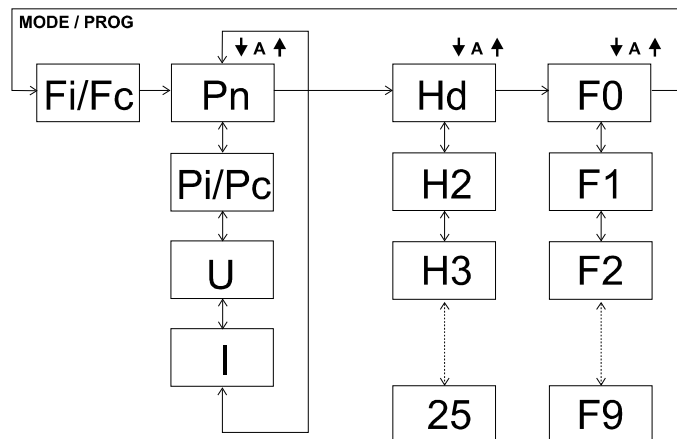 MODE / PROG
A A A
Fi/Fc Pn Hd F0
Pi/Pc H2 F1
U H3 F2
I
25 F9